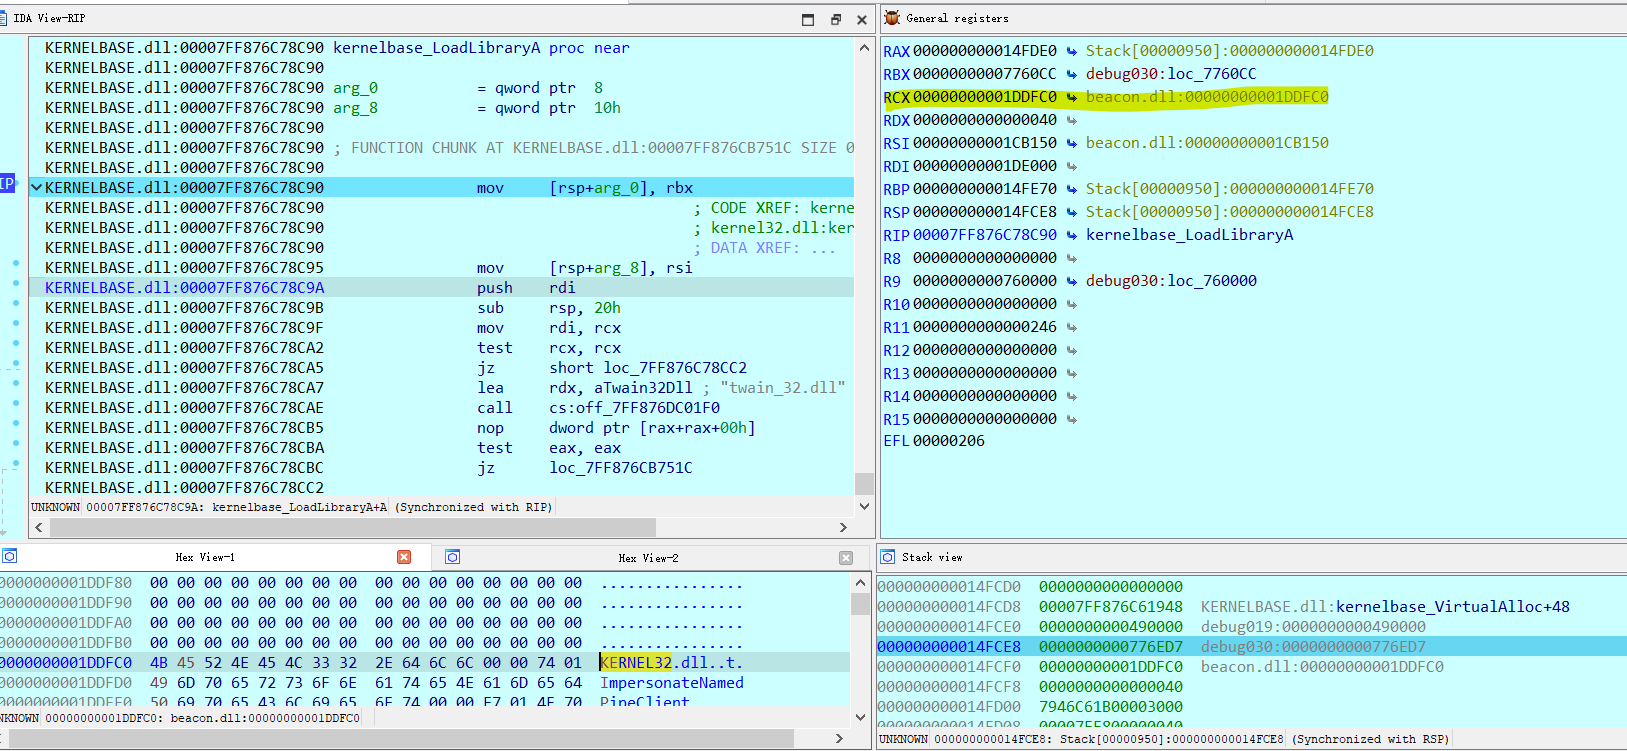 IDA View-RIP
KERNELBASE.dll:00007FF876C78C90 kernelbase_LoadLibraryA proc near
KERNELBASE.dll:00007FF876C78C90
KERNELBASE.dll:00007FF876C78C90 arg_0 = qword ptr 8
KERNELBASE.dll:00007FF876C78C90 arg_8 = qword ptr 10h
KERNELBASE.dll:00007FF876C78C90
KERNELBASE.dll:00007FF876C78C90 ; FUNCTION CHUNK AT KERNELBASE.dll:00007FF876CB751C SIZE 0
KERNELBASE.dll:00007FF876C78C90
IP KERNELBASE.dll:00007FF876C78C90 mov [rsp+arg_0], rbx
KERNELBASE.dll:00007FF876C78C90 ; CODE XREF: kerne
KERNELBASE.dll:00007FF876C78C90 ; kernel32.dll:ker
KERNELBASE.dll:00007FF876C78C90 ; DATA XREF: ...
KERNELBASE.dll:00007FF876C78C95 mov [rsp+arg_8], rsi
KERNELBASE.dll:00007FF876C78C9A push rdi
KERNELBASE.dll:00007FF876C78C9B sub rsp, 20h
KERNELBASE.dll:00007FF876C78C9F mov rdi, rcx
KERNELBASE.dll:00007FF876C78CA2 test rcx, rcx
KERNELBASE.dll:00007FF876C78CA5 jz short loc_7FF876C78CC2
KERNELBASE.dll:00007FF876C78CA7 lea rdx, aTwain32Dll ; "twain_32.dll"
KERNELBASE.dll:00007FF876C78CAE call cs:off_7FF876DC01F0
KERNELBASE.dll:00007FF876C78CB5 nop dword ptr [rax+rax+00h]
KERNELBASE.dll:00007FF876C78CBA test eax, eax
KERNELBASE.dll:00007FF876C78CBC jz loc_7FF876CB751C
KERNELBASE.dll:00007FF876C78CC2
UNKNOWN 00007FF876C78C9A: kernelbase_LoadLibraryA+A (Synchronized with RIP)
General registers
RAX 000000000014FDE0 Stack[00000950]:000000000014FDE0
RBX 00000000007760CC debug030:loc_7760CC
RCX 00000000001DDFC0 beacon.dll:00000000001DDFC0
RDX 0000000000000040
RSI 00000000001CB150 beacon.dll:00000000001CB150
RDI 00000000001DE000
RBP 000000000014FE70 Stack[00000950]:000000000014FE70
RSP 000000000014FCE8 Stack[00000950]:000000000014FCE8
RIP 00007FF876C78C90 kernelbase_LoadLibraryA
R8 0000000000000000
R9 0000000000760000 debug030:loc_760000
R10 0000000000000000
R11 0000000000000246
R12 0000000000000000
R13 0000000000000000
R14 0000000000000000
R15 0000000000000000
EFL 00000206
Hex View-1
Hex View-2
0000000001DDF80 00 00 00 00 00 00 00 00 00 00 00 00 00 00 00 00 ................
0000000001DDF90 00 00 00 00 00 00 00 00 00 00 00 00 00 00 00 00 ................
0000000001DDFA0 00 00 00 00 00 00 00 00 00 00 00 00 00 00 00 00 ................
0000000001DDFB0 00 00 00 00 00 00 00 00 00 00 00 00 00 00 00 00 ................
0000000001DDFC0 4B 45 52 4E 45 4C 33 32 2E 64 6C 6C 00 00 74 01 KERNEL32.dll..t.
0000000001DDFD0 49 6D 70 65 72 73 6F 6E 61 74 65 4E 61 6D 65 64 ImpersonateNamed
0000000001DDFE0 50 69 70 65 43 6C 69 65 6E 74 00 00 F7 01 4F 70 PipeClient
NKNOWN 00000000001DDFC0: beacon.dll:00000000001DDFC0
Stack view
000000000014FCD0 0000000000000000
000000000014FCD8 00007FF876C61948 KERNELBASE.dll:kernelbase_VirtualAlloc+48
000000000014FCE0 0000000000490000 debug019:0000000000490000
000000000014FCE8 0000000000776ED7 debug030:0000000000776ED7
000000000014FCF0 00000000001DDFC0 beacon.dll:00000000001DDFC0
000000000014FCF8 0000000000000040
000000000014FD00 7946C61B00003000
000000000014FD08 00007FF800000040
UNKNOWN 000000000014FCE8: Stack[00000950]:000000000014FCE8 (Synchronized with RSP)